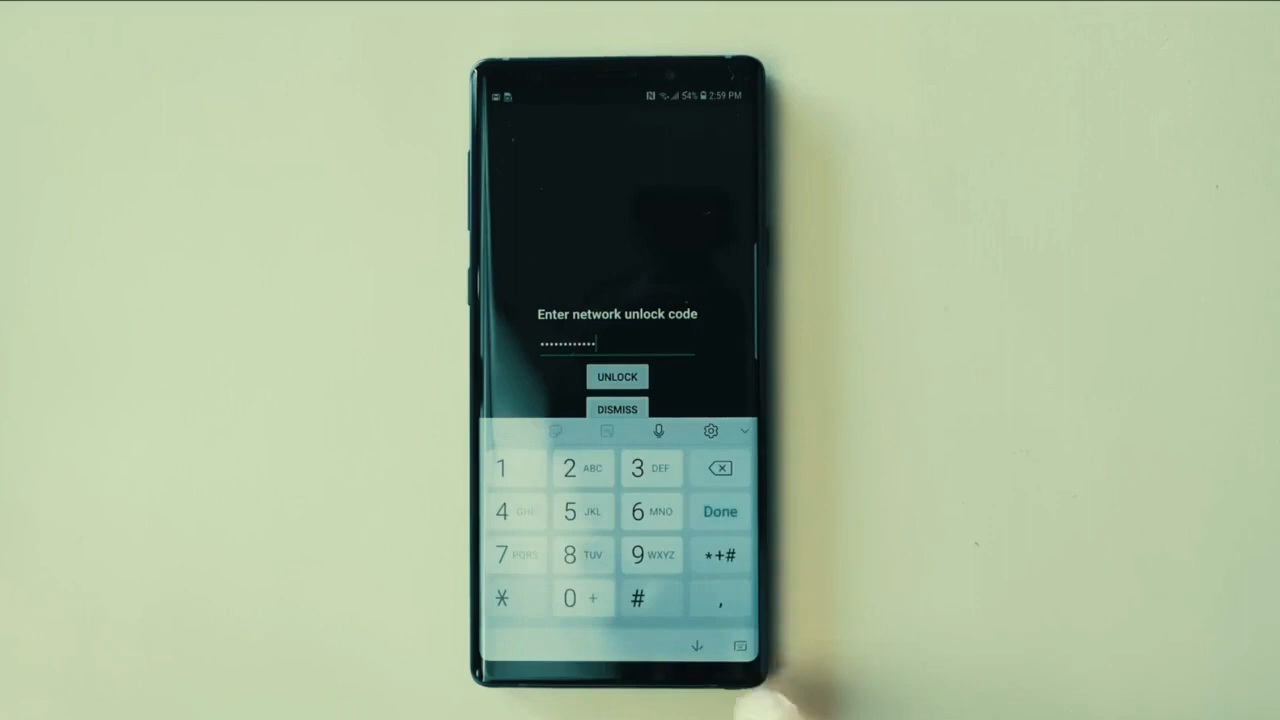 54% 2:59 PM
Enter network unlock code
••••••••••••
UNLOCK
DISMISS
1 2 ABC 3 DEF
4 GHI 5 JKL 6 MNO Done
7 PQRS 8 TUV 9 WXYZ *+#
* 0 + # ,